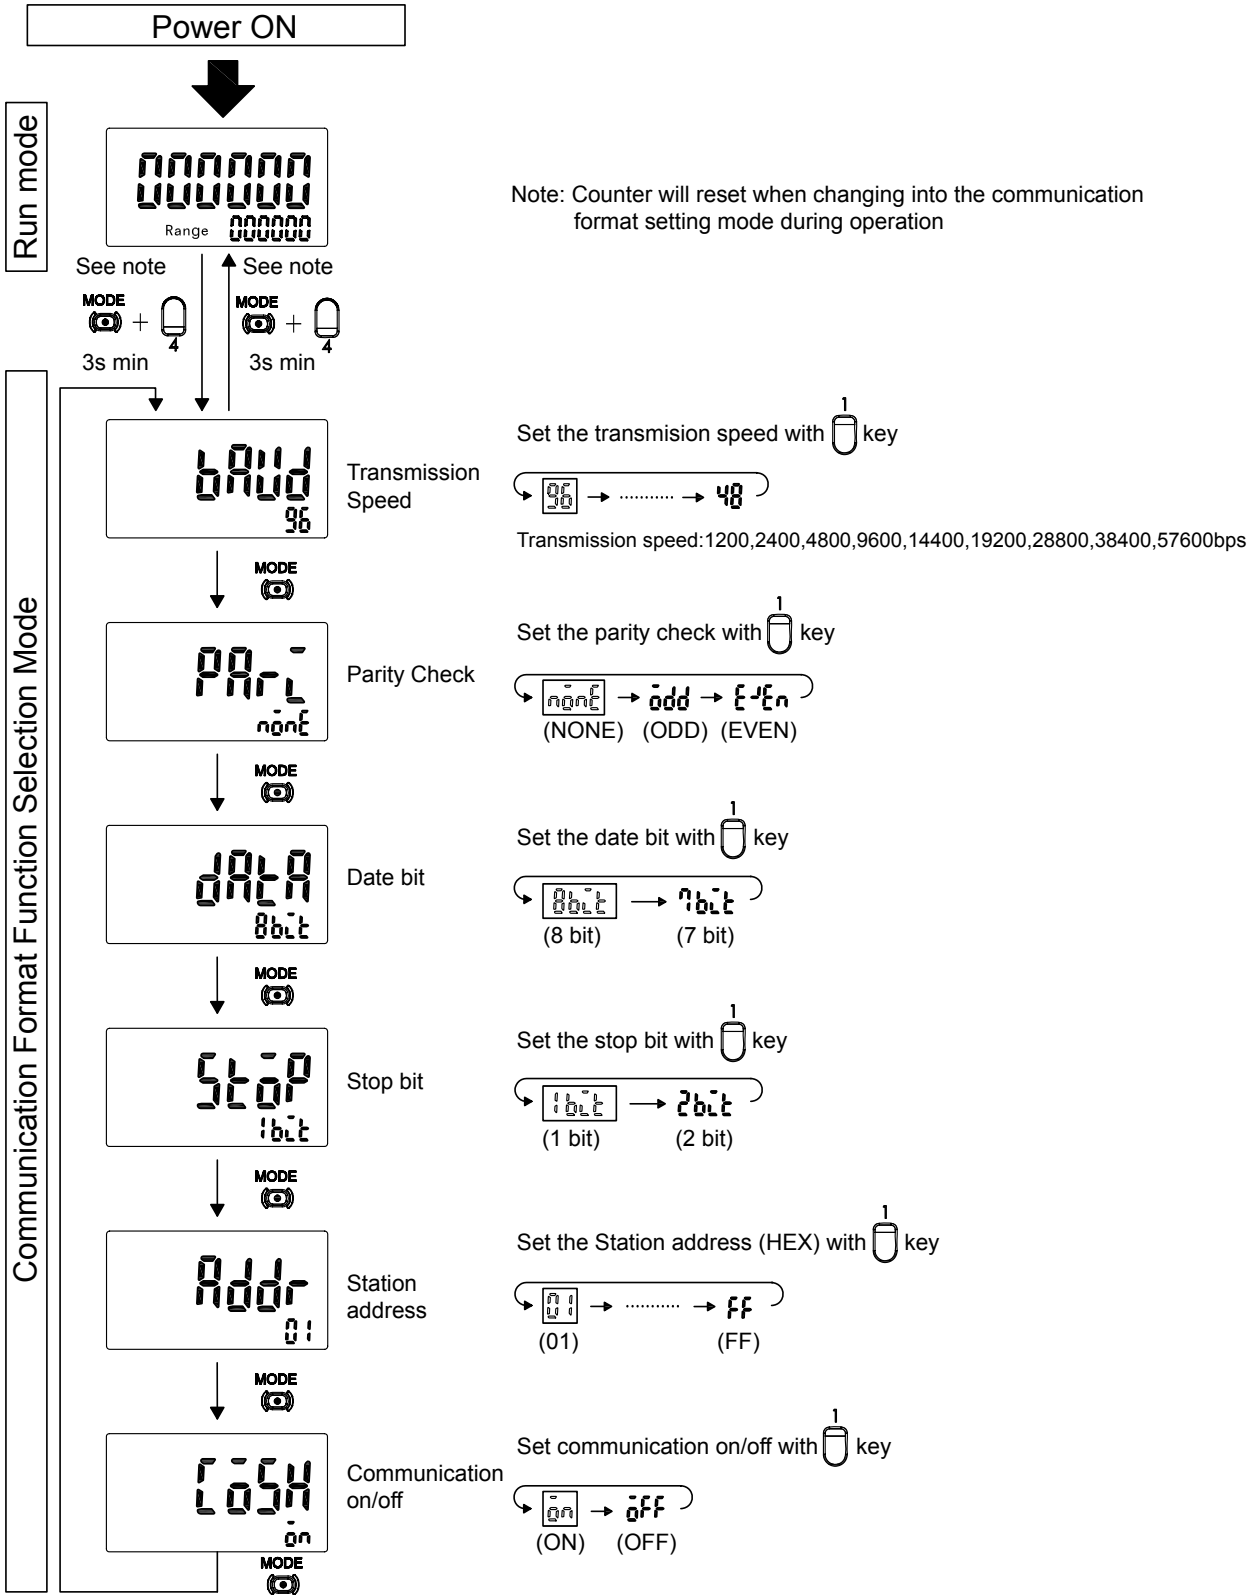 Power ON
Run mode
000000
Range 000000
Note: Counter will reset when changing into the communication
format setting mode during operation
See note
See note
MODE
+
4
3s min
MODE
+
4
3s min
Communication Format Function Selection Mode
bAUd
96
Transmission
Speed
Set the transmision speed with 1 key
96 → ........... → 48
Transmission speed:1200,2400,4800,9600,14400,19200,28800,38400,57600bps
MODE
PAri
nonE
Parity Check
Set the parity check with 1 key
nonE → odd → EvEn
(NONE) (ODD) (EVEN)
MODE
dAtA
8bit
Date bit
Set the date bit with 1 key
8bit → 7bit
(8 bit) (7 bit)
MODE
StoP
1bit
Stop bit
Set the stop bit with 1 key
1bit → 2bit
(1 bit) (2 bit)
MODE
Addr
01
Station
address
Set the Station address (HEX) with 1 key
01 → ........... → FF
(01) (FF)
MODE
CoSH
on
Communication
on/off
Set communication on/off with 1 key
on → oFF
(ON) (OFF)
MODE